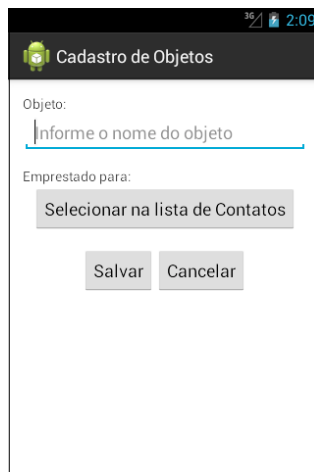 3G 2:09
Cadastro de Objetos
Objeto:
Informe o nome do objeto
Emprestado para:
Selecionar na lista de Contatos
Salvar Cancelar